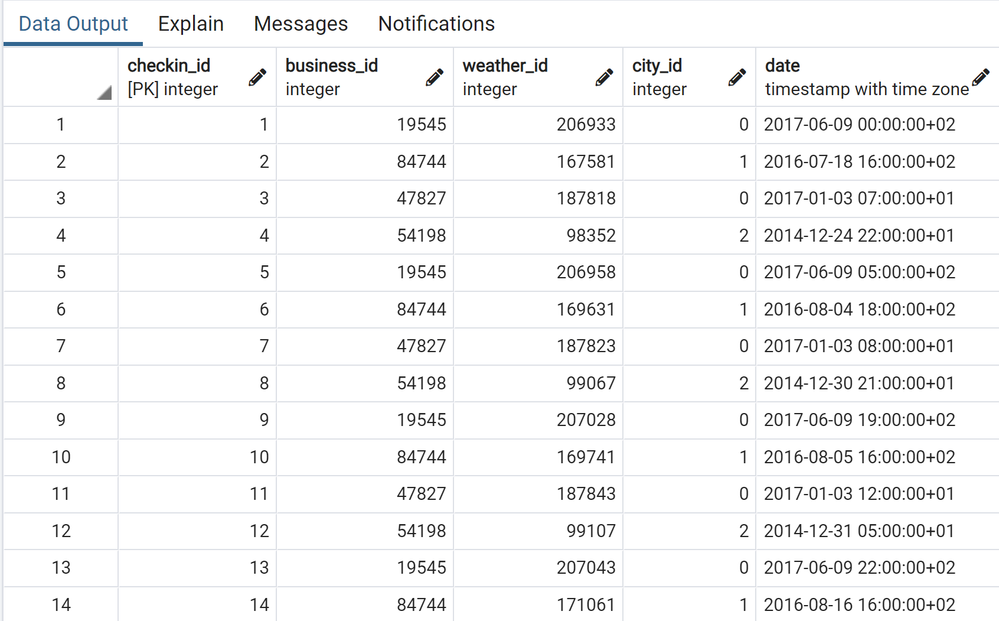 Data Output Explain Messages Notifications
checkin_id business_id weather_id city_id date
[PK] integer integer integer integer timestamp with time zone
1 1 19545 206933 0 2017-06-09 00:00:00+02
2 2 84744 167581 1 2016-07-18 16:00:00+02
3 3 47827 187818 0 2017-01-03 07:00:00+01
4 4 54198 98352 2 2014-12-24 22:00:00+01
5 5 19545 206958 0 2017-06-09 05:00:00+02
6 6 84744 169631 1 2016-08-04 18:00:00+02
7 7 47827 187823 0 2017-01-03 08:00:00+01
8 8 54198 99067 2 2014-12-30 21:00:00+01
9 9 19545 207028 0 2017-06-09 19:00:00+02
10 10 84744 169741 1 2016-08-05 16:00:00+02
11 11 47827 187843 0 2017-01-03 12:00:00+01
12 12 54198 99107 2 2014-12-31 05:00:00+01
13 13 19545 207043 0 2017-06-09 22:00:00+02
14 14 84744 171061 1 2016-08-16 16:00:00+02